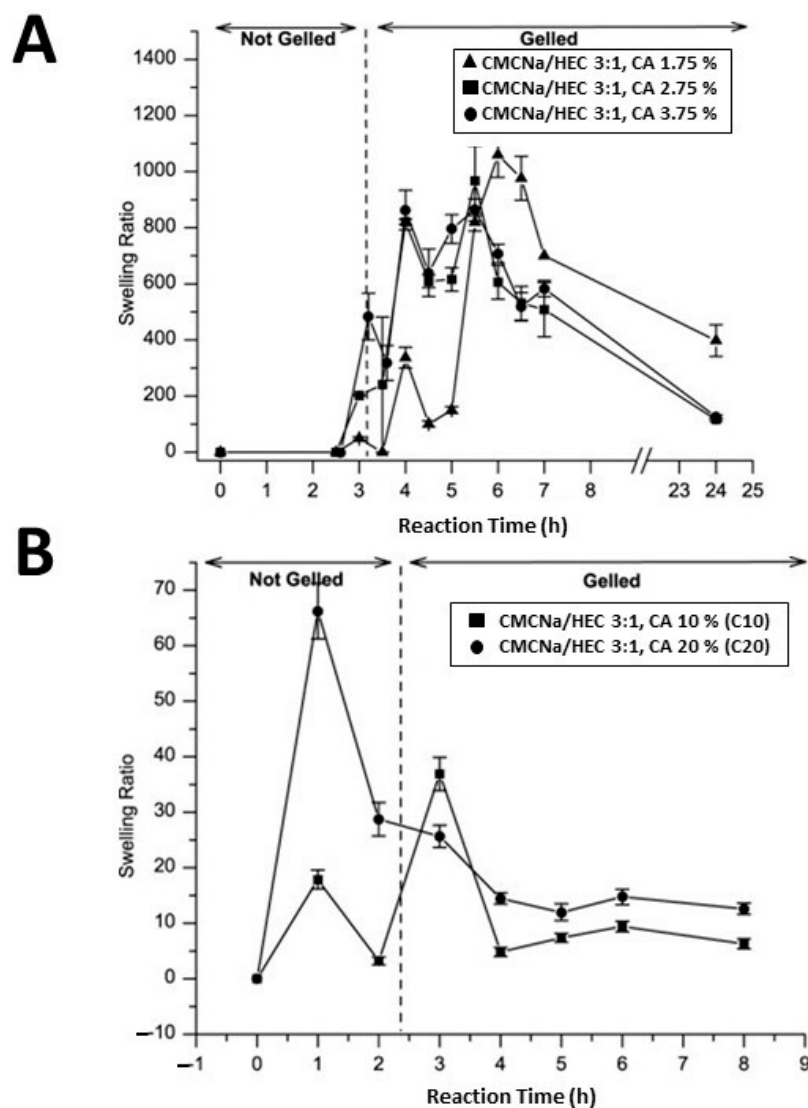 A
Not Gelled
Gelled
CMCNa/HEC 3:1, CA 1.75 %
CMCNa/HEC 3:1, CA 2.75 %
CMCNa/HEC 3:1, CA 3.75 %
1400
1200
1000
800
600
400
200
0
Swelling Ratio
0 1 2 3 4 5 6 7 8 23 24 25
Reaction Time (h)
B
Not Gelled
Gelled
CMCNa/HEC 3:1, CA 10 % (C10)
CMCNa/HEC 3:1, CA 20 % (C20)
70
60
50
40
30
20
10
0
–10
Swelling Ratio
–1 0 1 2 3 4 5 6 7 8 9
Reaction Time (h)